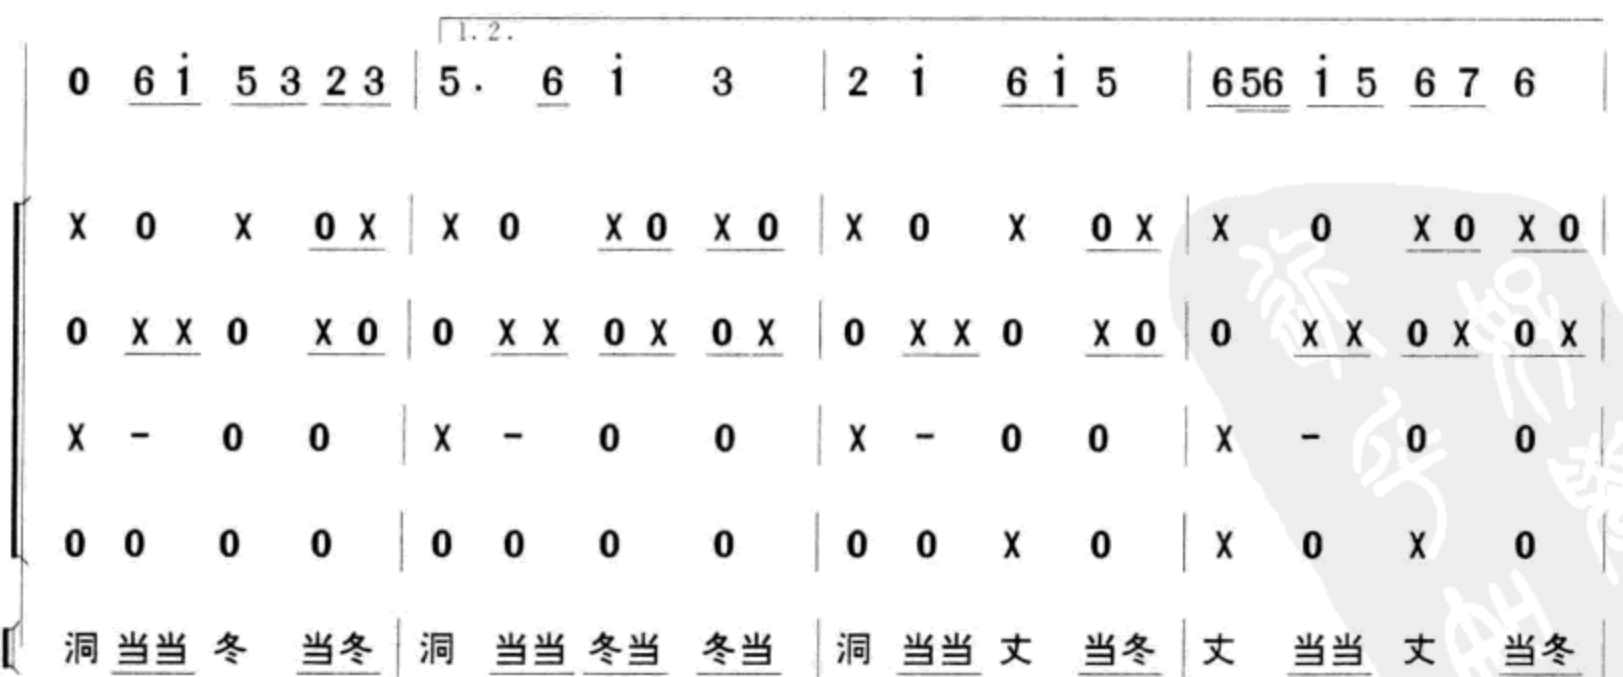 1.2.
0 6 i 5 3 2 3 | 5. 6 i 3 | 2 i 6 i 5 | 656 i 5 6 7 6 |
X 0 X 0 X | X 0 X 0 X 0 | X 0 X 0 X | X 0 X 0 X 0 |
0 X X 0 X 0 | 0 X X 0 X 0 X | 0 X X 0 X 0 | 0 X X 0 X 0 X |
X - 0 0 | X - 0 0 | X - 0 0 | X - 0 0 |
0 0 0 0 | 0 0 0 0 | 0 0 X 0 | X 0 X 0 |
洞 当当 冬 当冬 | 洞 当当 冬当 冬当 | 洞 当当 丈 当冬 | 丈 当当 丈 当冬